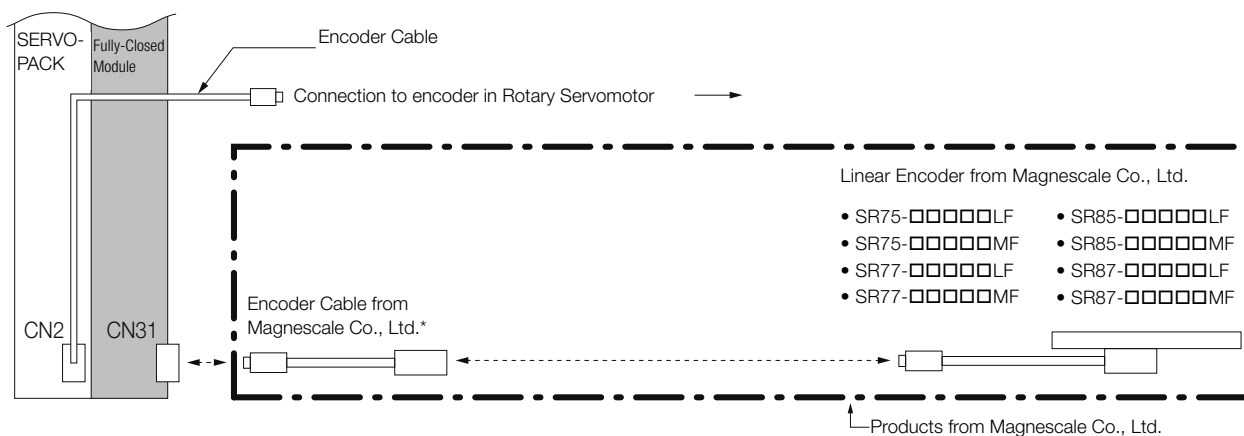 SERVO-
PACK
Fully-Closed
Module
Encoder Cable
Connection to encoder in Rotary Servomotor
Linear Encoder from Magnescale Co., Ltd.
• SR75-□□□□□LF
• SR75-□□□□□MF
• SR77-□□□□□LF
• SR77-□□□□□MF
• SR85-□□□□□LF
• SR85-□□□□□MF
• SR87-□□□□□LF
• SR87-□□□□□MF
Encoder Cable from
Magnescale Co., Ltd.*
CN2
CN31
Products from Magnescale Co., Ltd.